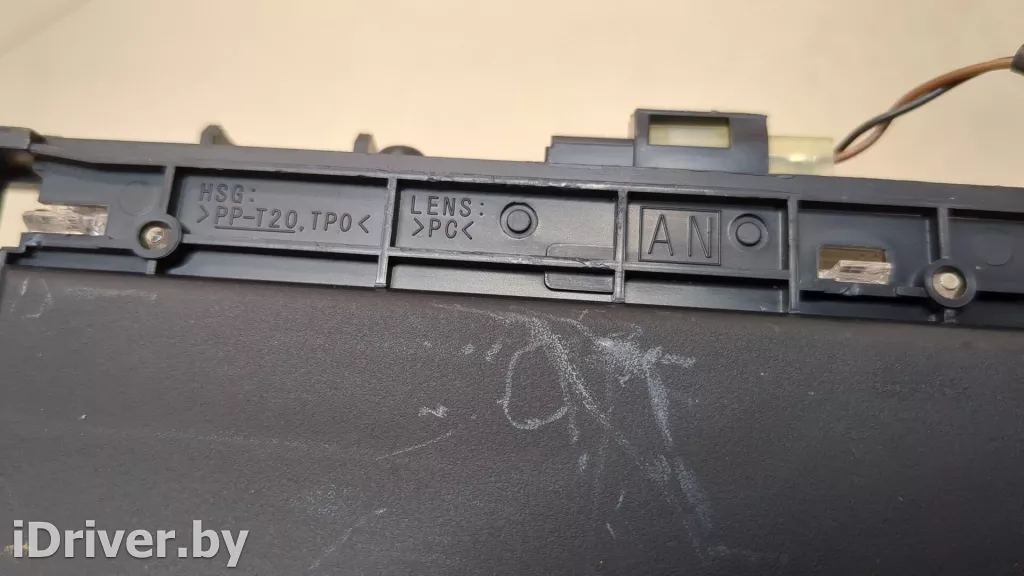 HSG:
>PP-T20,TPO<
LENS:
>PC<
AN
iDriver.by